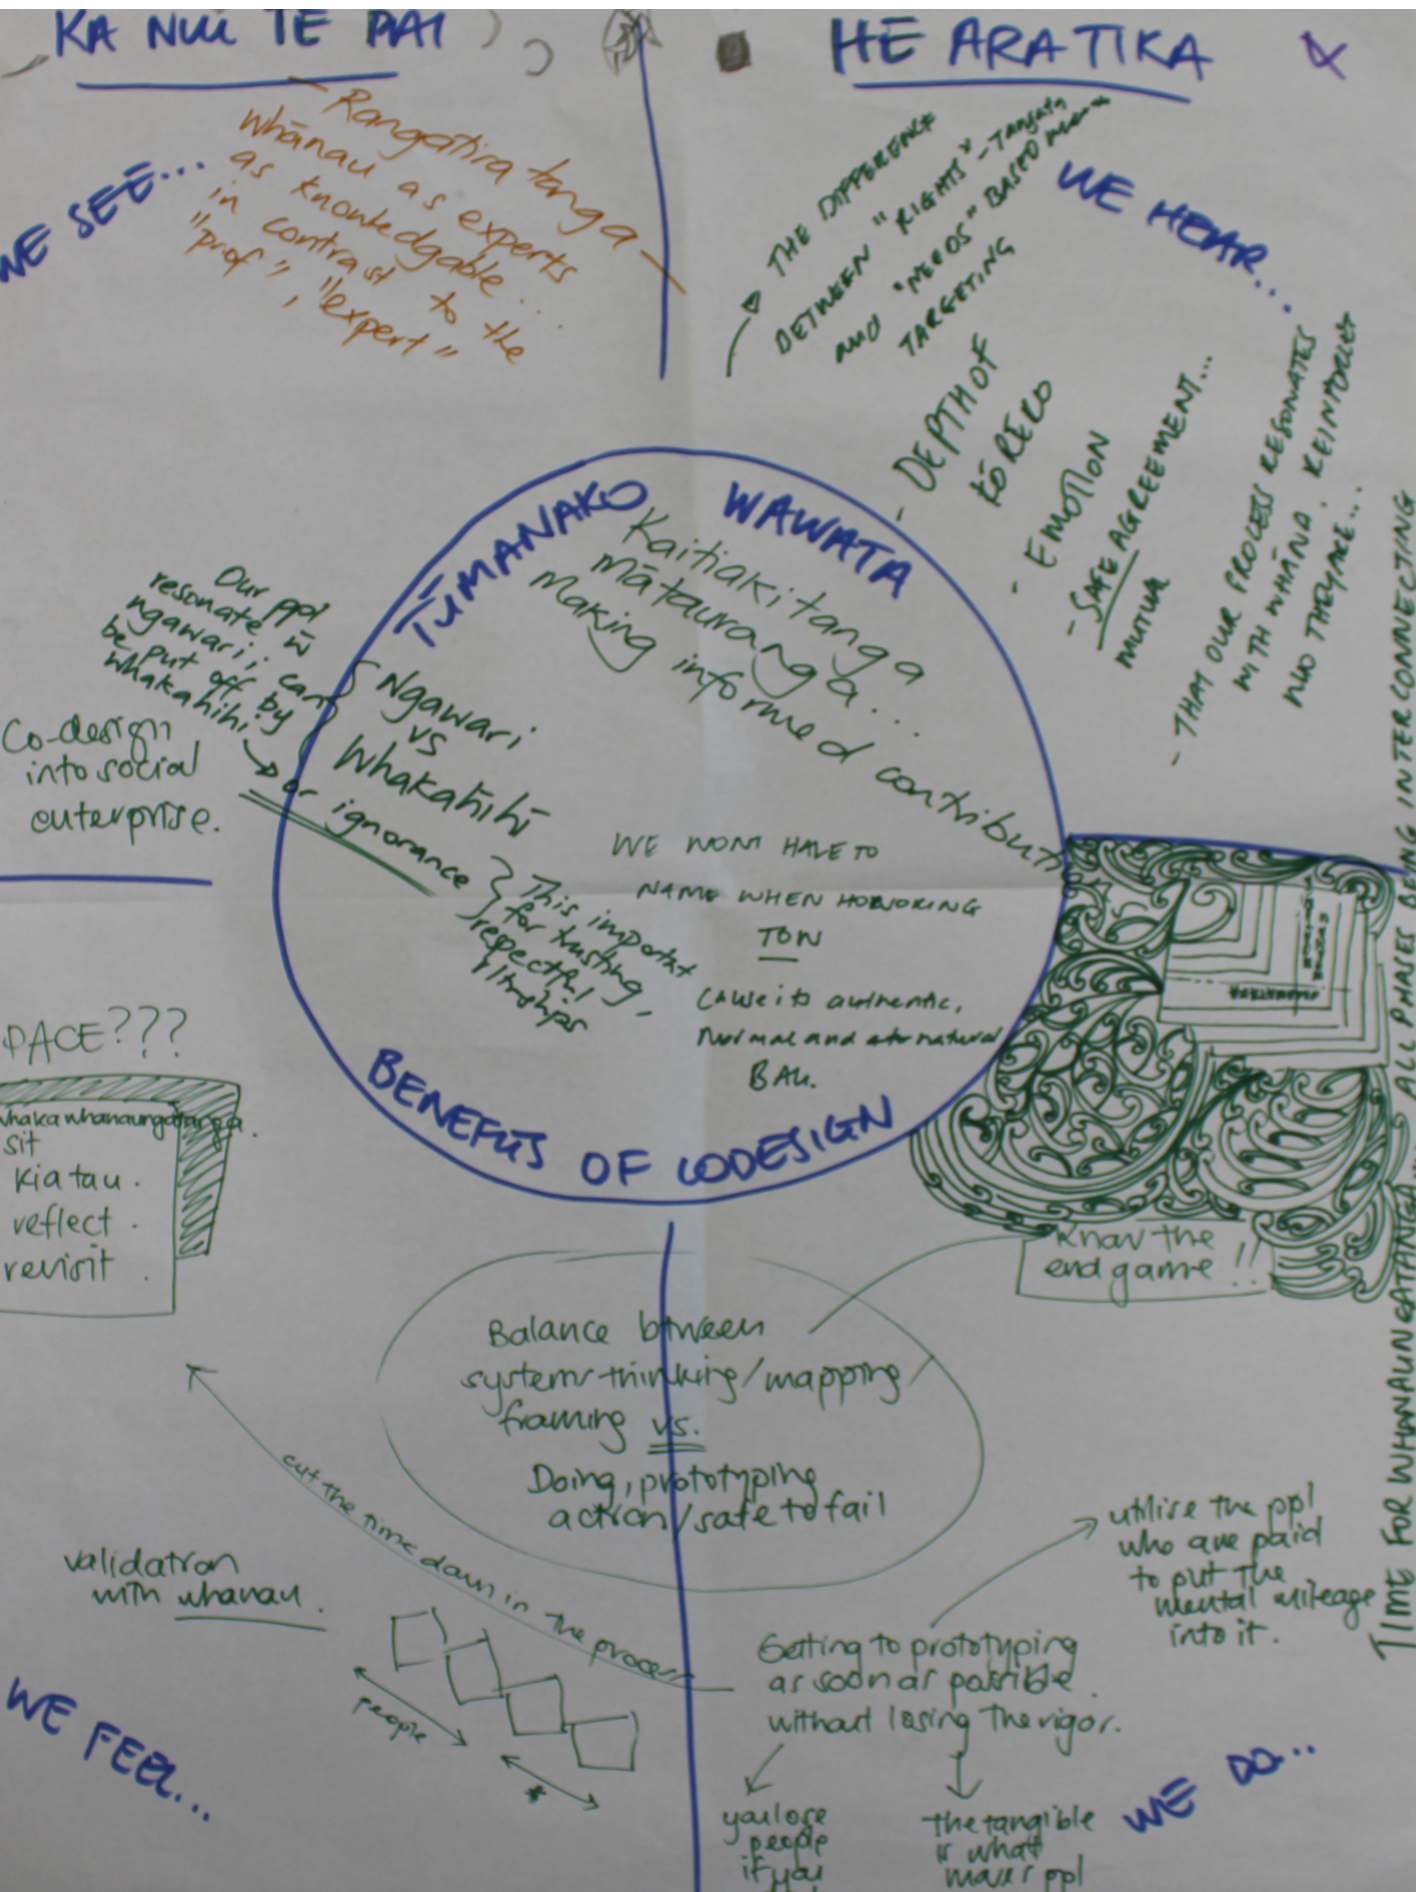 KA NUI TE PAI
HE ARA TIKA
WE SEE...
Rangatiratanga
Whānau as experts
as knowledgable...
in contrast to the
"prof", "expert"
WE HEAR...
THE DIFFERENCE
BETWEEN "RIGHTS" - Tangata
AND "NEEDS" BASED
TARGETING
- DEPTH OF
KŌRERO
- EMOTION
- SAFE AGREEMENT...
MUTUA
- THAT OUR PROCESS RESONATES
WITH WHĀNO. REINFORCES
WHO THEY ARE...
TŪMANAKO
WAWATA
Kaitiakitanga
mātauranga...
Making informed contributi
Our ppl
resonate w̄
ngawari; can
be put off by
whakahihi
Ngawari
vs
Whakahihi
or ignorance
This importat
for trusting,
respectful
r'ltnships
WE WONT HAVE TO
NAME WHEN HONORING
TOW
Cause its authentic,
Normal and natural
BAU.
BENEFITS OF CODESIGN
Co-design
into social
enterprise.
PACE???
whakawhanaungatanga.
sit
kia tau.
reflect.
revisit.
Know the
end game!!
TIME FOR WHANAUNGATANGA ALL PHASES BEING INTERCONNECTING
Balance btween
systems-thinking/mapping/
framing vs.
Doing, prototyping
action/safe to fail
cut the time down in the process
validation
with whanau.
people
*
utilise the ppl
who are paid
to put the
mental mileage
into it.
Getting to prototyping
as soon as possible.
without losing the rigor.
you lose
people
if you
the tangible
is what
makes ppl
WE FEEL...
WE DO...